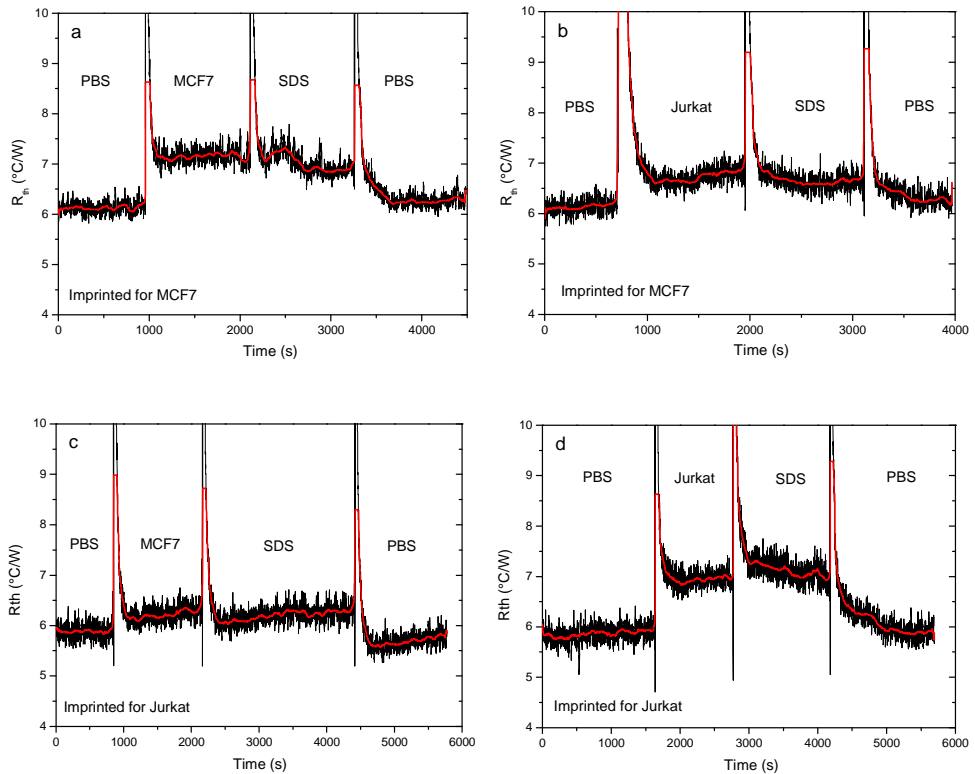 a
PBS
MCF7
SDS
PBS
10
9
8
7
6
5
4
R th (°C/W)
Imprinted for MCF7
0
1000
2000
3000
4000
Time (s)
b
PBS
Jurkat
SDS
PBS
10
9
8
7
6
5
4
R th (°C/W)
Imprinted for MCF7
0
1000
2000
3000
4000
Time (s)
c
PBS
MCF7
SDS
PBS
10
9
8
7
6
5
4
Rth (°C/W)
Imprinted for Jurkat
0
1000
2000
3000
4000
5000
6000
Time (s)
d
PBS
Jurkat
SDS
PBS
10
9
8
7
6
5
4
Rth (°C/W)
Imprinted for Jurkat
0
1000
2000
3000
4000
5000
6000
Time (s)